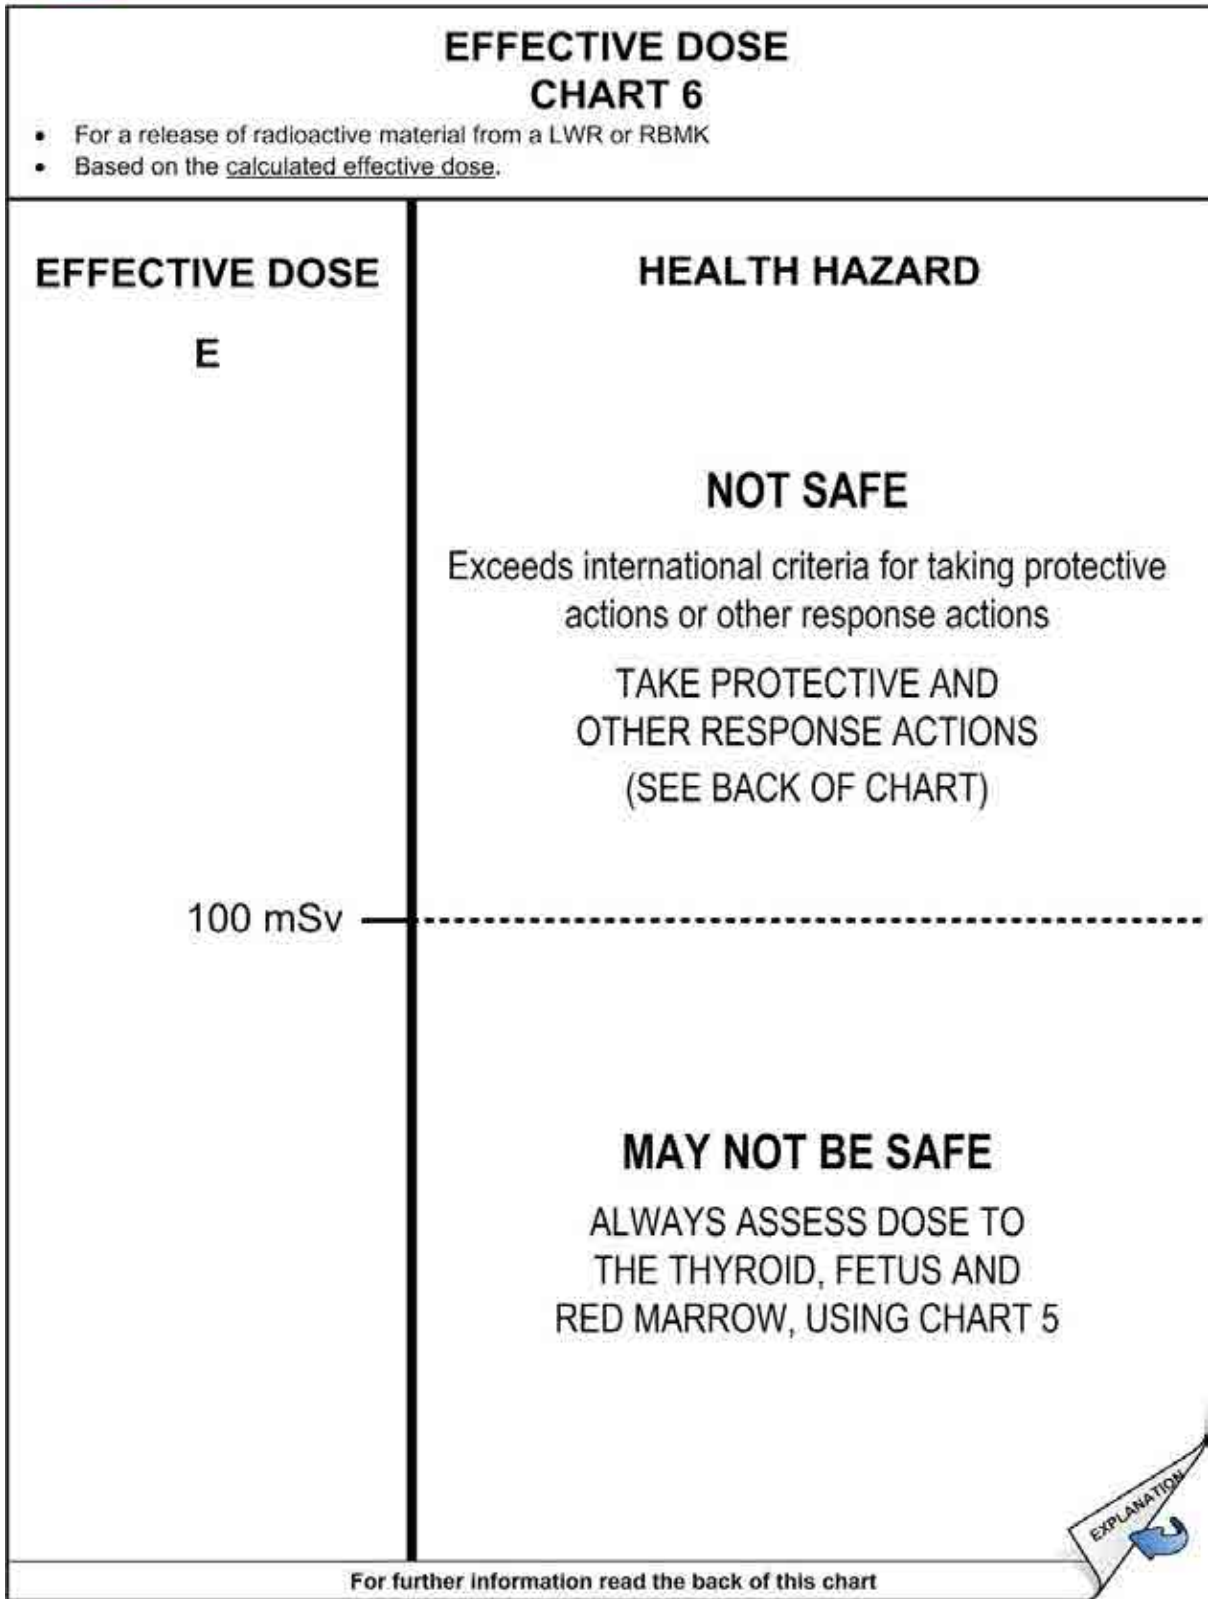 EFFECTIVE DOSE
CHART 6
• For a release of radioactive material from a LWR or RBMK
• Based on the calculated effective dose.
EFFECTIVE DOSE
E
HEALTH HAZARD
NOT SAFE
Exceeds international criteria for taking protective
actions or other response actions
TAKE PROTECTIVE AND
OTHER RESPONSE ACTIONS
(SEE BACK OF CHART)
100 mSv
MAY NOT BE SAFE
ALWAYS ASSESS DOSE TO
THE THYROID, FETUS AND
RED MARROW, USING CHART 5
EXPLANATION
For further information read the back of this chart